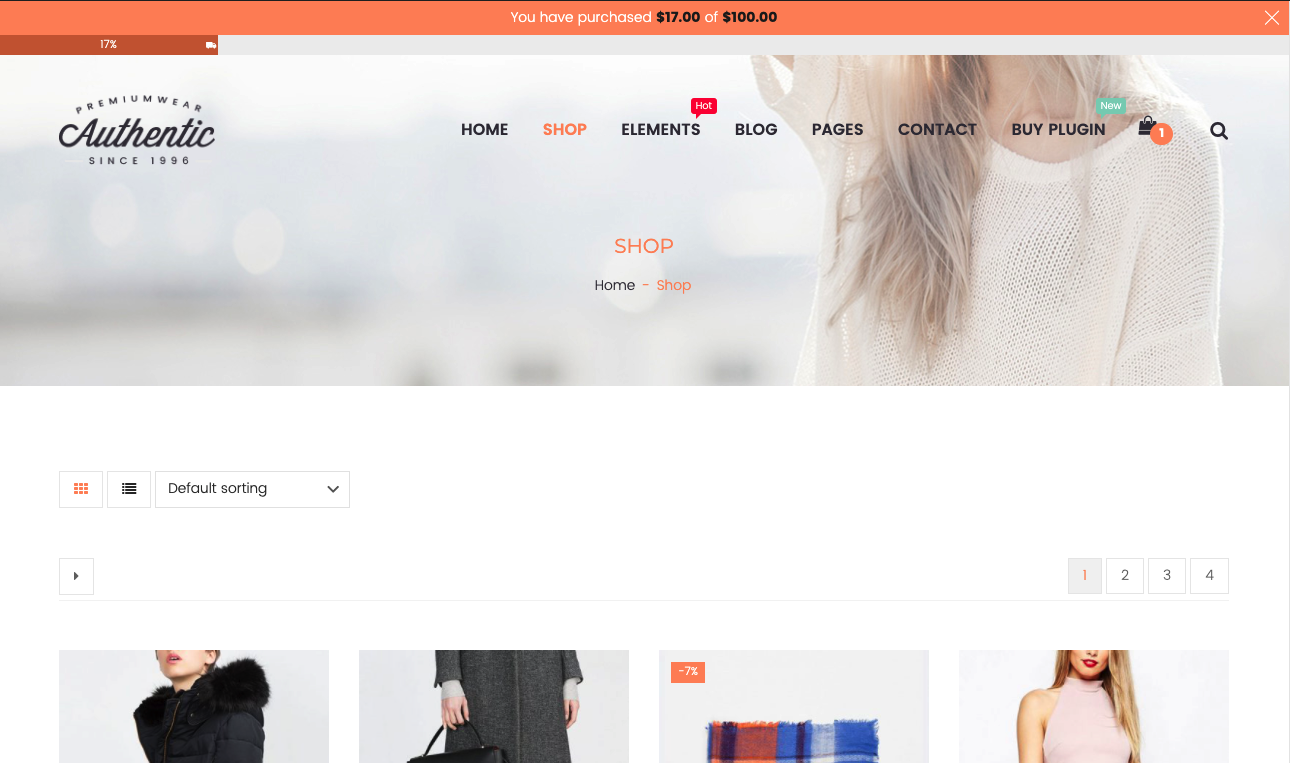 You have purchased $17.00 of $100.00
17%
PREMIUMWEAR
Authentic
SINCE 1996
Hot
New
HOME SHOP ELEMENTS BLOG PAGES CONTACT BUY PLUGIN 1
SHOP
Home - Shop
Default sorting
1 2 3 4
-7%